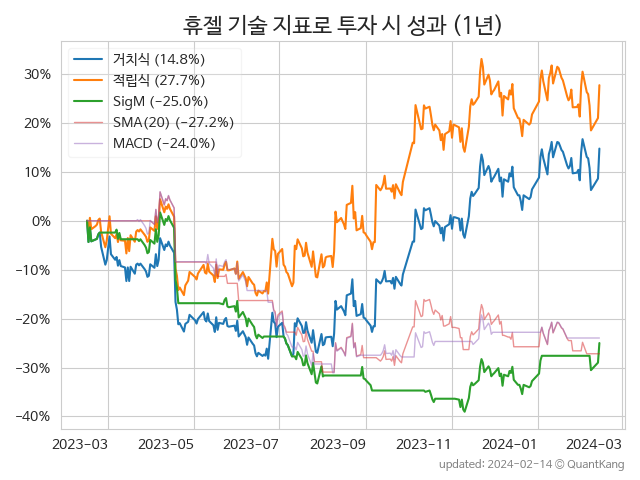 휴젤 기술 지표로 투자 시 성과 (1년)
거치식 (14.8%)
적립식 (27.7%)
SigM (−25.0%)
SMA(20) (−27.2%)
MACD (−24.0%)
30%
20%
10%
0%
−10%
−20%
−30%
−40%
2023-03 2023-05 2023-07 2023-09 2023-11 2024-01 2024-03
updated: 2024-02-14 © QuantKang